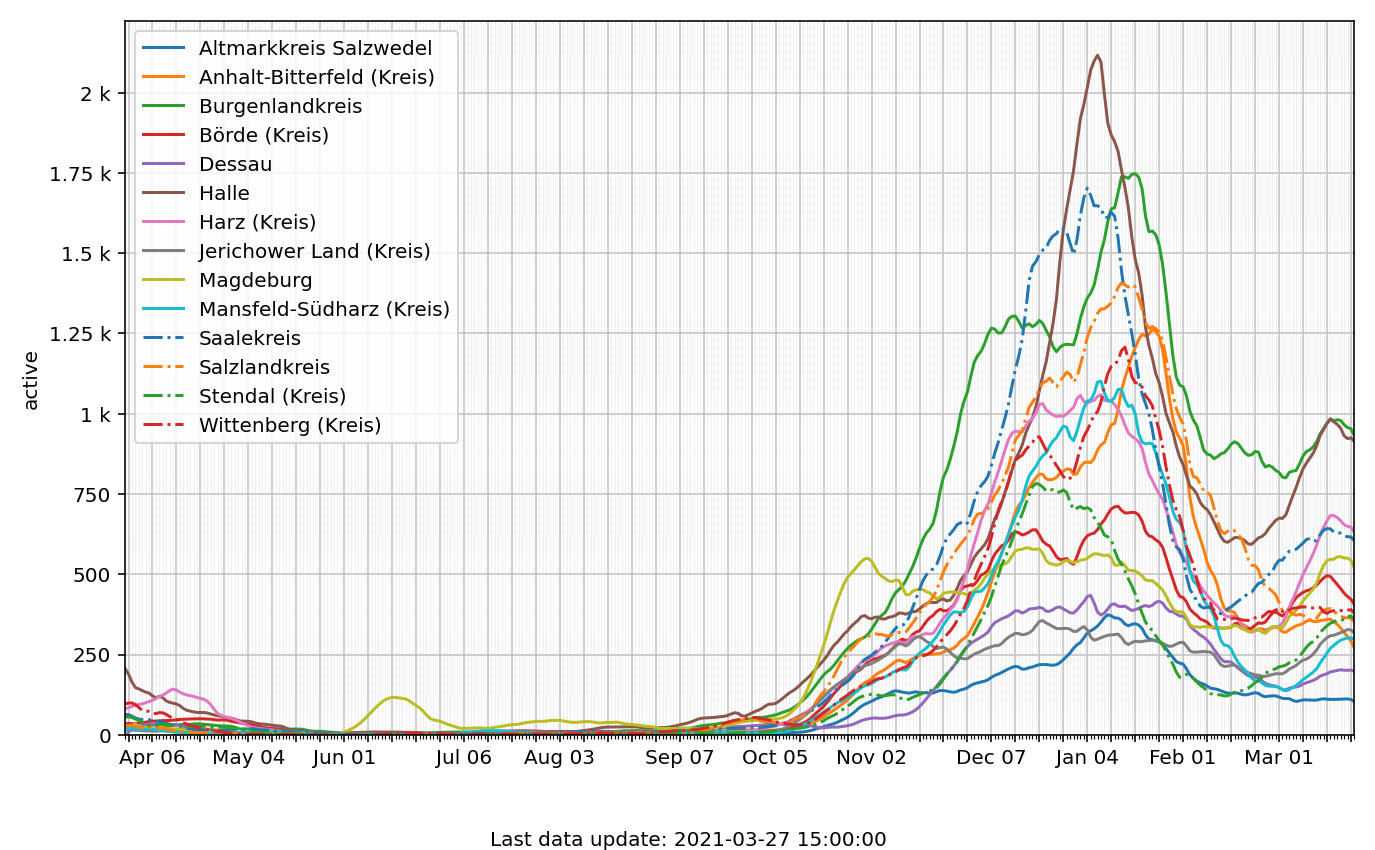 Altmarkkreis Salzwedel
Anhalt-Bitterfeld (Kreis)
Burgenlandkreis
Börde (Kreis)
Dessau
Halle
Harz (Kreis)
Jerichower Land (Kreis)
Magdeburg
Mansfeld-Südharz (Kreis)
Saalekreis
Salzlandkreis
Stendal (Kreis)
Wittenberg (Kreis)
2 k
1.75 k
1.5 k
1.25 k
1 k
750
500
250
0
active
Apr 06 May 04 Jun 01 Jul 06 Aug 03 Sep 07 Oct 05 Nov 02 Dec 07 Jan 04 Feb 01 Mar 01
Last data update: 2021-03-27 15:00:00